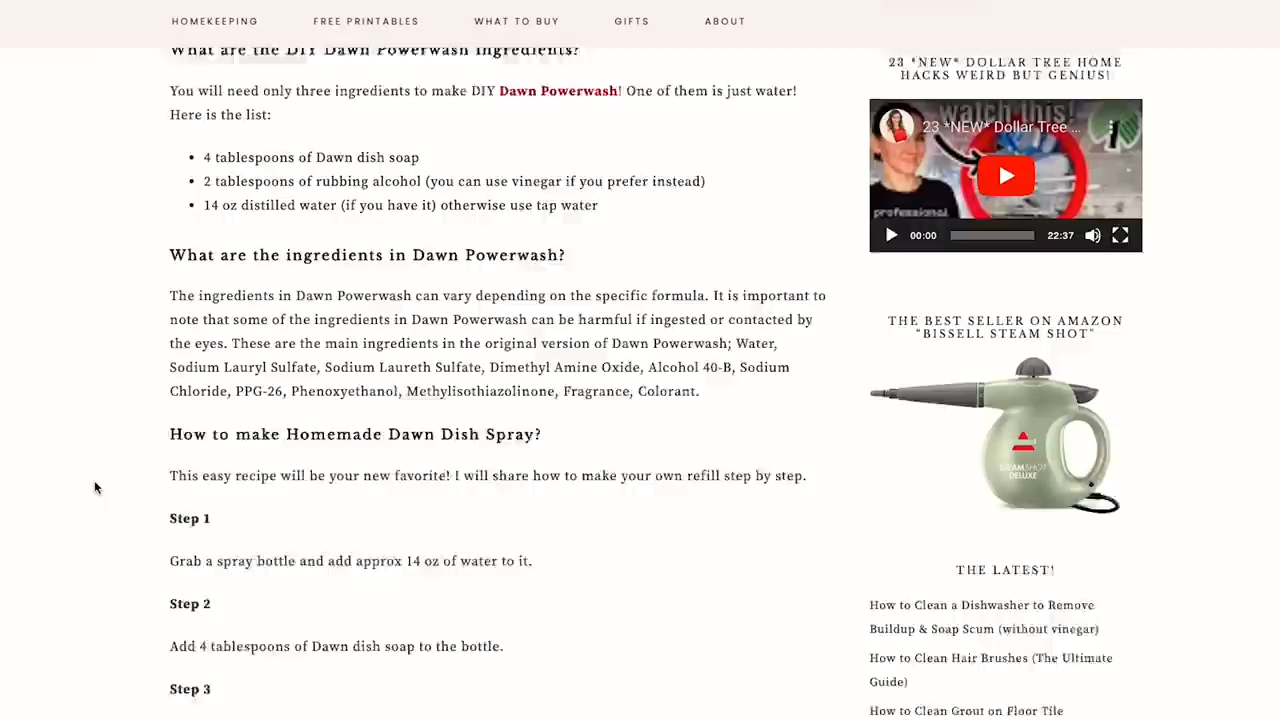 HOMEKEEPING FREE PRINTABLES WHAT TO BUY GIFTS ABOUT
What are the DIY Dawn Powerwash Ingredients?
You will need only three ingredients to make DIY Dawn Powerwash! One of them is just water!
Here is the list:
• 4 tablespoons of Dawn dish soap
• 2 tablespoons of rubbing alcohol (you can use vinegar if you prefer instead)
• 14 oz distilled water (if you have it) otherwise use tap water
What are the ingredients in Dawn Powerwash?
The ingredients in Dawn Powerwash can vary depending on the specific formula. It is important to
note that some of the ingredients in Dawn Powerwash can be harmful if ingested or contacted by
the eyes. These are the main ingredients in the original version of Dawn Powerwash; Water,
Sodium Lauryl Sulfate, Sodium Laureth Sulfate, Dimethyl Amine Oxide, Alcohol 40-B, Sodium
Chloride, PPG-26, Phenoxyethanol, Methylisothiazolinone, Fragrance, Colorant.
How to make Homemade Dawn Dish Spray?
This easy recipe will be your new favorite! I will share how to make your own refill step by step.
Step 1
Grab a spray bottle and add approx 14 oz of water to it.
Step 2
Add 4 tablespoons of Dawn dish soap to the bottle.
Step 3
23 *NEW* DOLLAR TREE HOME
HACKS WEIRD BUT GENIUS!
watch this!
23 *NEW* Dollar Tree ...
professional
00:00 22:37
THE BEST SELLER ON AMAZON
“BISSELL STEAM SHOT”
STEAMSHOT
DELUXE
THE LATEST!
How to Clean a Dishwasher to Remove
Buildup & Soap Scum (without vinegar)
How to Clean Hair Brushes (The Ultimate
Guide)
How to Clean Grout on Floor Tile